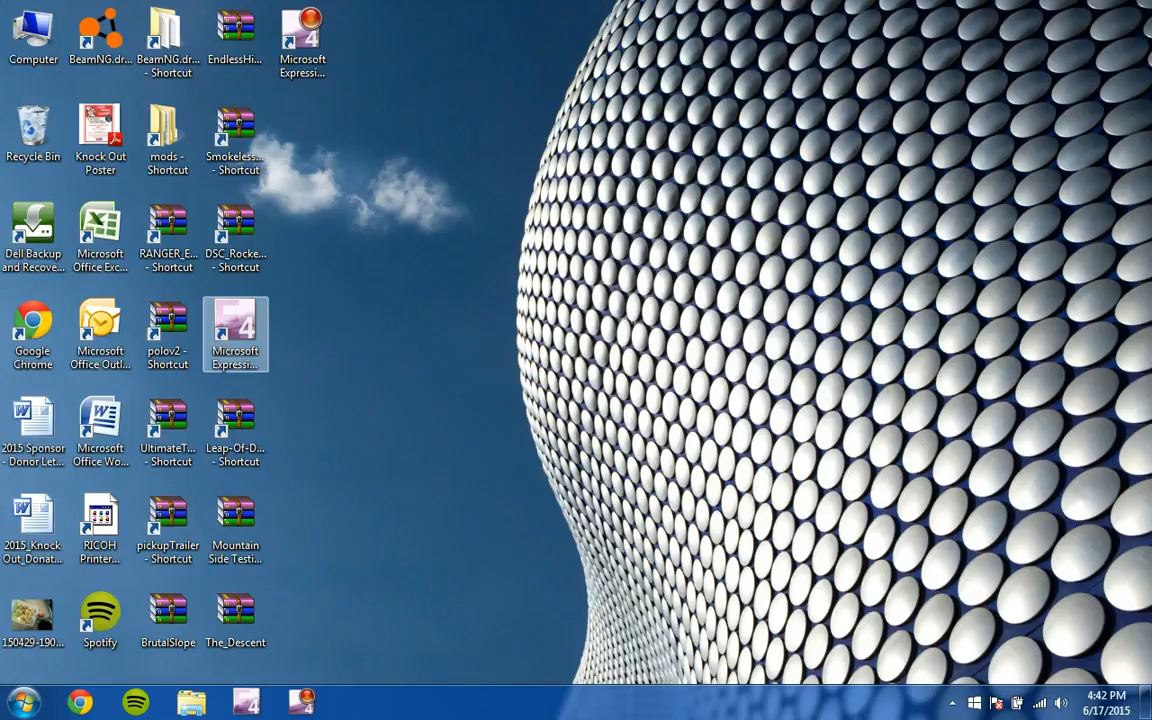 Computer
BeamNG.dr...
BeamNG.dr...
- Shortcut
EndlessHi...
Microsoft
Expressi...
Recycle Bin
Knock Out
Poster
mods -
Shortcut
Smokeless...
- Shortcut
Dell Backup
and Recove...
Microsoft
Office Exc...
RANGER_E...
- Shortcut
DSC_Rocke...
- Shortcut
Google
Chrome
Microsoft
Office Outl...
polov2 -
Shortcut
4
Microsoft
Expressi...
2015 Sponsor
- Donor Let...
Microsoft
Office Wo...
UltimateT...
- Shortcut
Leap-Of-D...
- Shortcut
2015_Knock
Out_Donat...
RICOH
Printer...
pickupTrailer
- Shortcut
Mountain
Side Testi...
150429-190...
Spotify
BrutalSlope
The_Descent
4
4
4:42 PM
6/17/2015